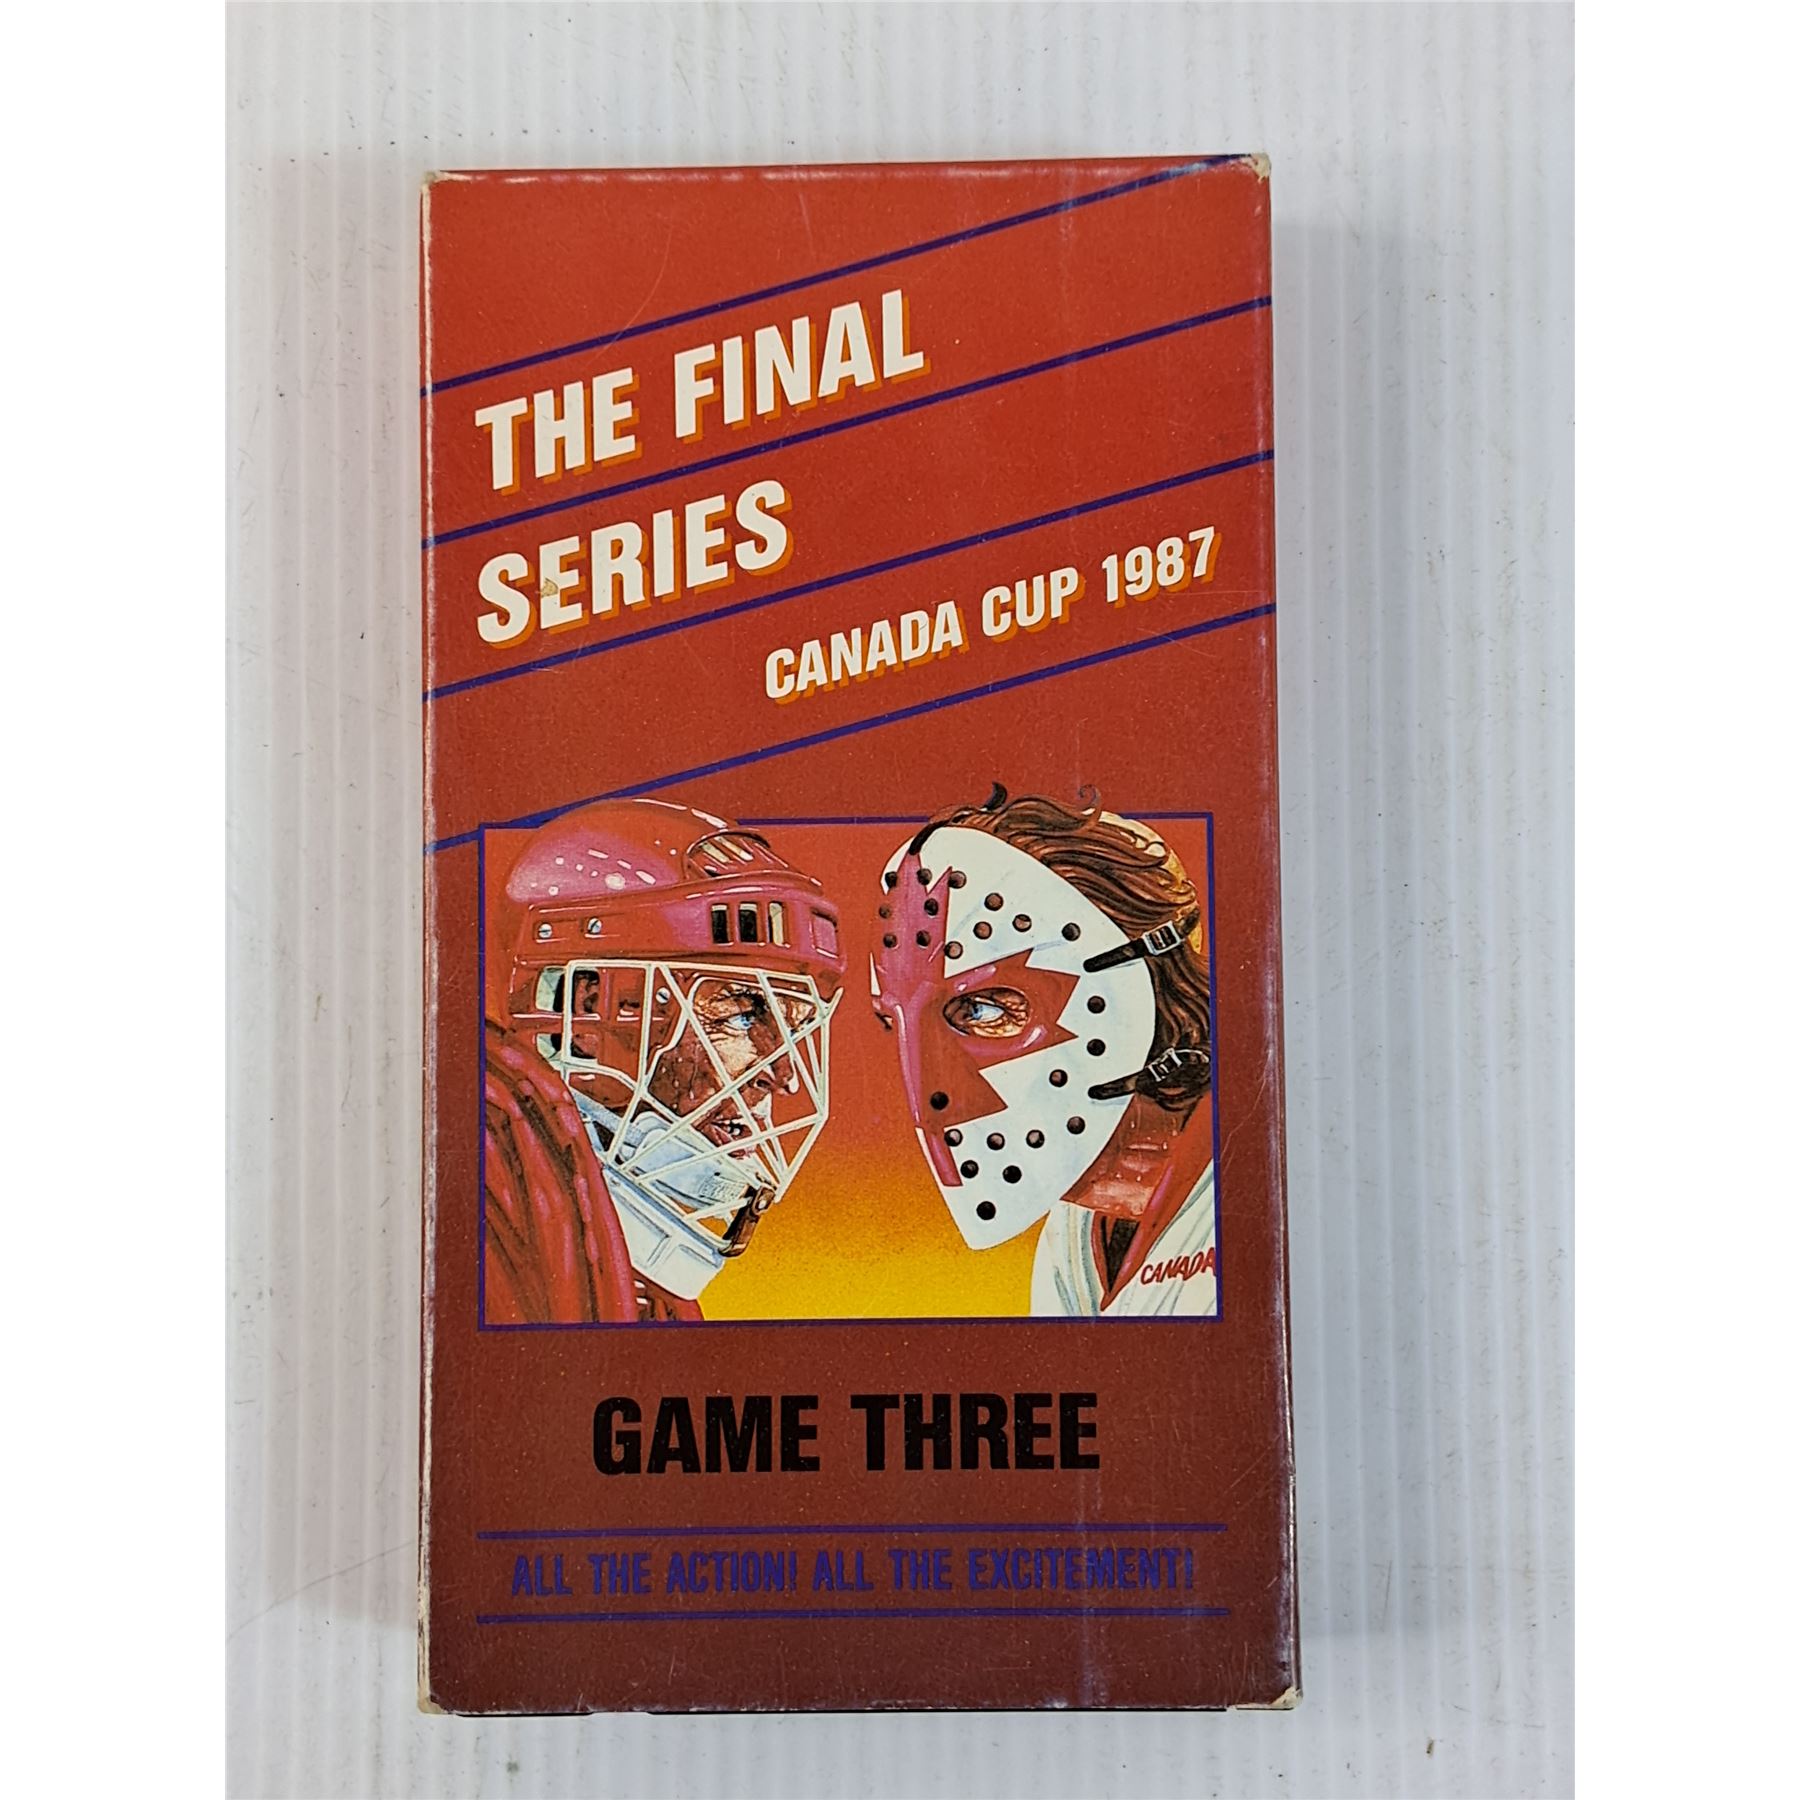 THE FINAL
SERIES
CANADA CUP 1987
CANADA
GAME THREE
ALL THE ACTION! ALL THE EXCITEMENT!